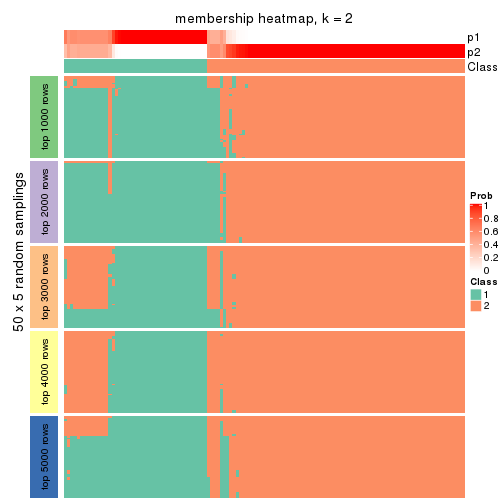 membership heatmap, k = 2
p1
p2
Class
50 x 5 random samplings
top 1000 rows
top 2000 rows
top 3000 rows
top 4000 rows
top 5000 rows
Prob
1
0.8
0.6
0.4
0.2
0
Class
1
2